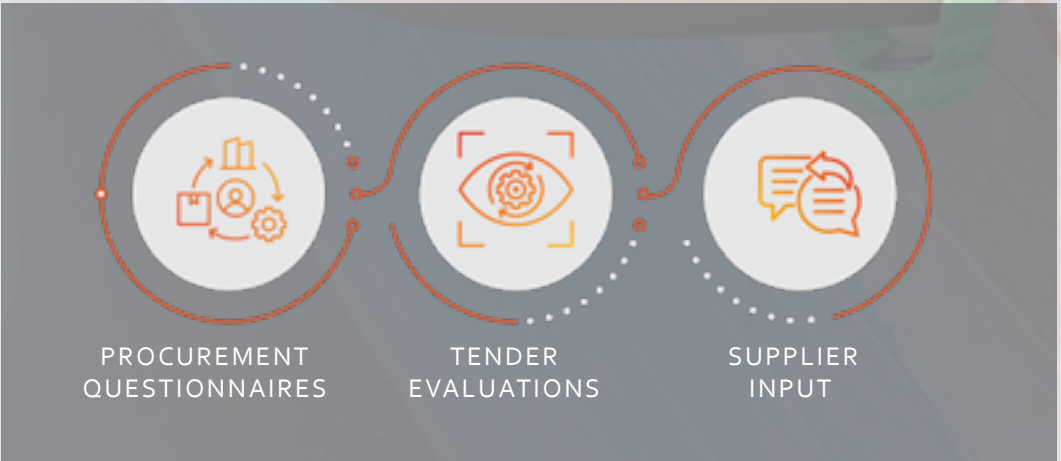 PROCUREMENT
QUESTIONNAIRES
TENDER
EVALUATIONS
SUPPLIER
INPUT